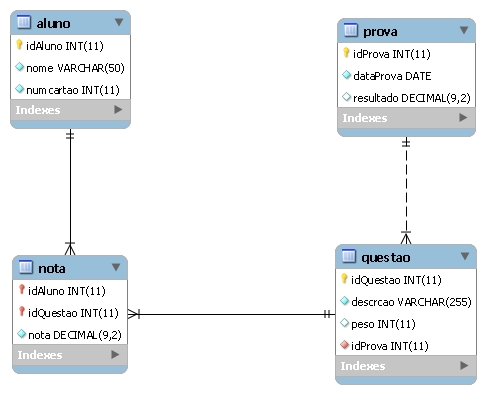 aluno
idAluno INT(11)
nome VARCHAR(50)
numcartao INT(11)
Indexes
prova
idProva INT(11)
dataProva DATE
resultado DECIMAL(9,2)
Indexes
nota
idAluno INT(11)
idQuestao INT(11)
nota DECIMAL(9,2)
Indexes
questao
idQuestao INT(11)
descrcao VARCHAR(255)
peso INT(11)
idProva INT(11)
Indexes